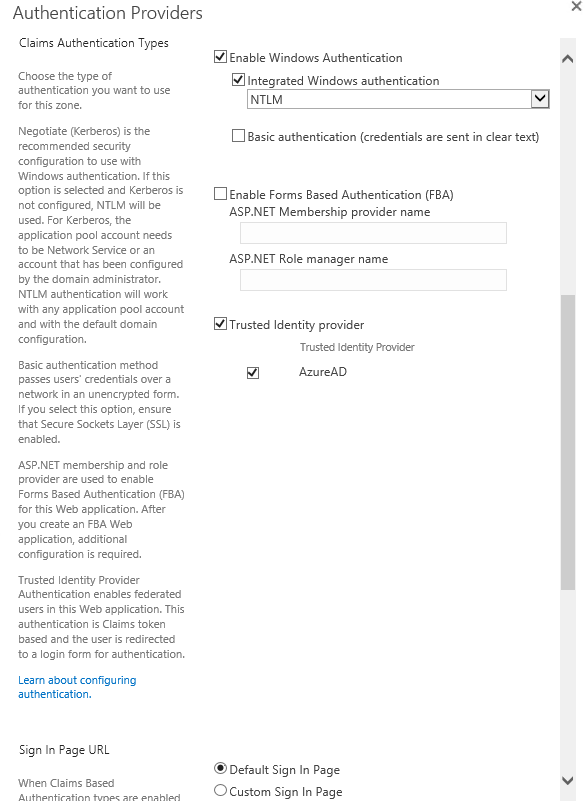 Authentication Providers
Claims Authentication Types
Choose the type of
authentication you want to use
for this zone.
Negotiate (Kerberos) is the
recommended security
configuration to use with
Windows authentication. If this
option is selected and Kerberos is
not configured, NTLM will be
used. For Kerberos, the
application pool account needs
to be Network Service or an
account that has been configured
by the domain administrator.
NTLM authentication will work
with any application pool account
and with the default domain
configuration.
Basic authentication method
passes users' credentials over a
network in an unencrypted form.
If you select this option, ensure
that Secure Sockets Layer (SSL) is
enabled.
ASP.NET membership and role
provider are used to enable
Forms Based Authentication (FBA)
for this Web application. After
you create an FBA Web
application, additional
configuration is required.
Trusted Identity Provider
Authentication enables federated
users in this Web application. This
authentication is Claims token
based and the user is redirected
to a login form for authentication.
Learn about configuring
authentication.
Enable Windows Authentication
Integrated Windows authentication
NTLM
Basic authentication (credentials are sent in clear text)
Enable Forms Based Authentication (FBA)
ASP.NET Membership provider name
ASP.NET Role manager name
Trusted Identity provider
Trusted Identity Provider
AzureAD
Sign In Page URL
When Claims Based
Authentication types are enabled
Default Sign In Page
Custom Sign In Page